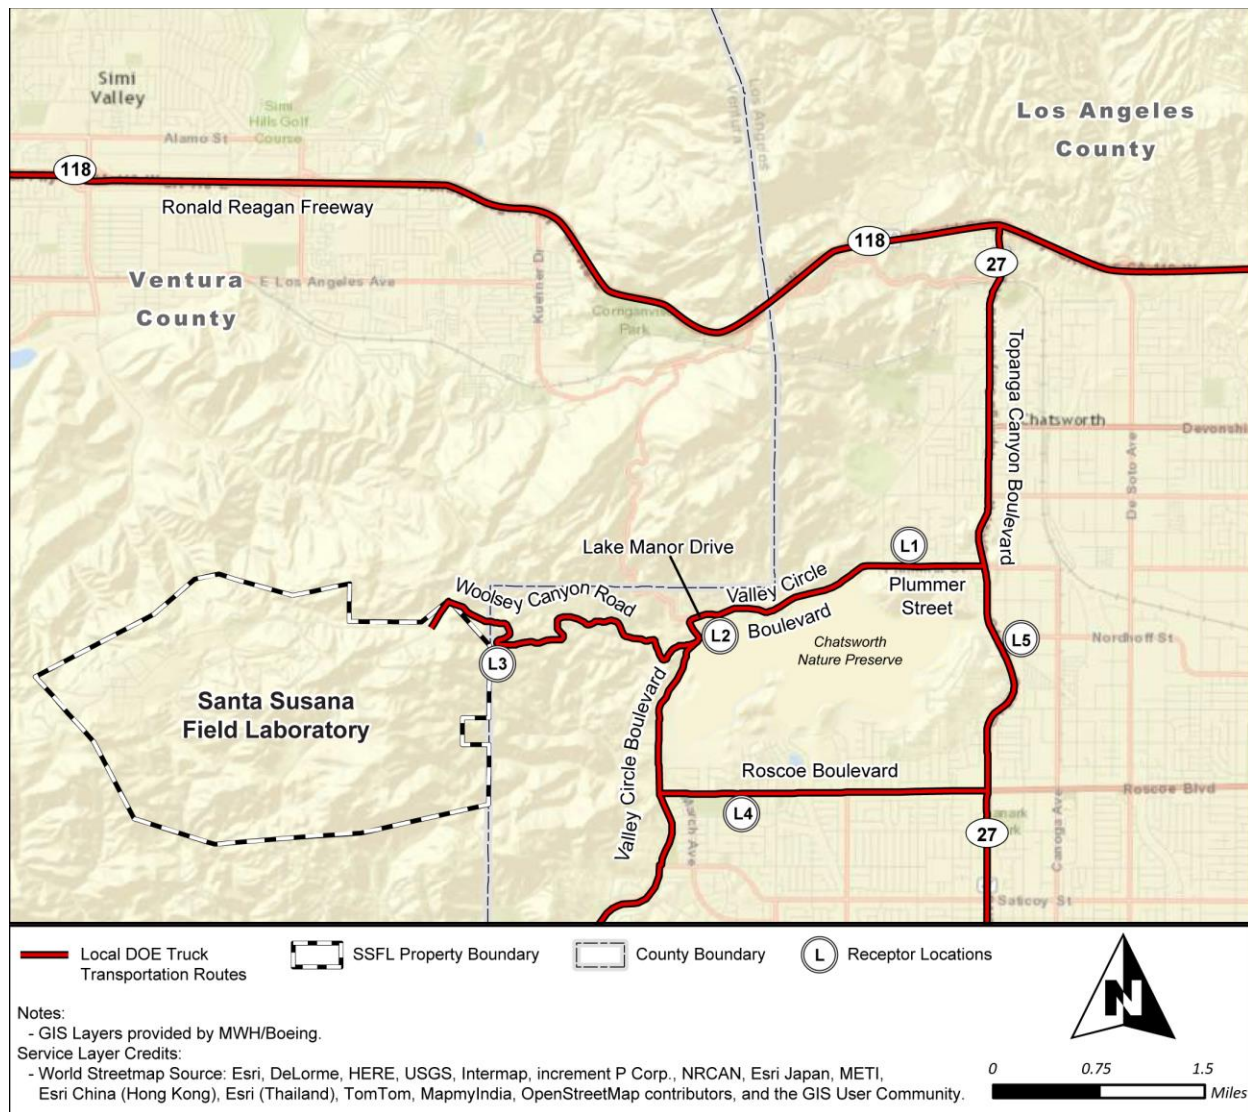 Simi
Valley
Simi
Hills Golf
Course
Alamo St
Los Angeles
Ventura
Los Angeles
County
118
Ronald Reagan Freeway
118
27
Ventura
County
E Los Angeles Ave
Kuehner Dr
Corriganville
Park
Topanga Canyon Boulevard
Chatsworth
Devonshi
De Soto Ave
Lake Manor Drive
L1
Valley Circle
Boulevard
Plummer
Street
Woolsey Canyon Road
L2
L3
Chatsworth
Nature Preserve
L5
Nordhoff St
Santa Susana
Field Laboratory
Valley Circle Boulevard
Roscoe Boulevard
Roscoe Blvd
L4
27
Canoga Ave
Saticoy St
Local DOE Truck
Transportation Routes
SSFL Property Boundary
County Boundary
L
Receptor Locations
N
Notes:
- GIS Layers provided by MWH/Boeing.
Service Layer Credits:
- World Streetmap Source: Esri, DeLorme, HERE, USGS, Intermap, increment P Corp., NRCAN, Esri Japan, METI,
Esri China (Hong Kong), Esri (Thailand), TomTom, MapmyIndia, OpenStreetMap contributors, and the GIS User Community.
0 0.75 1.5
Miles